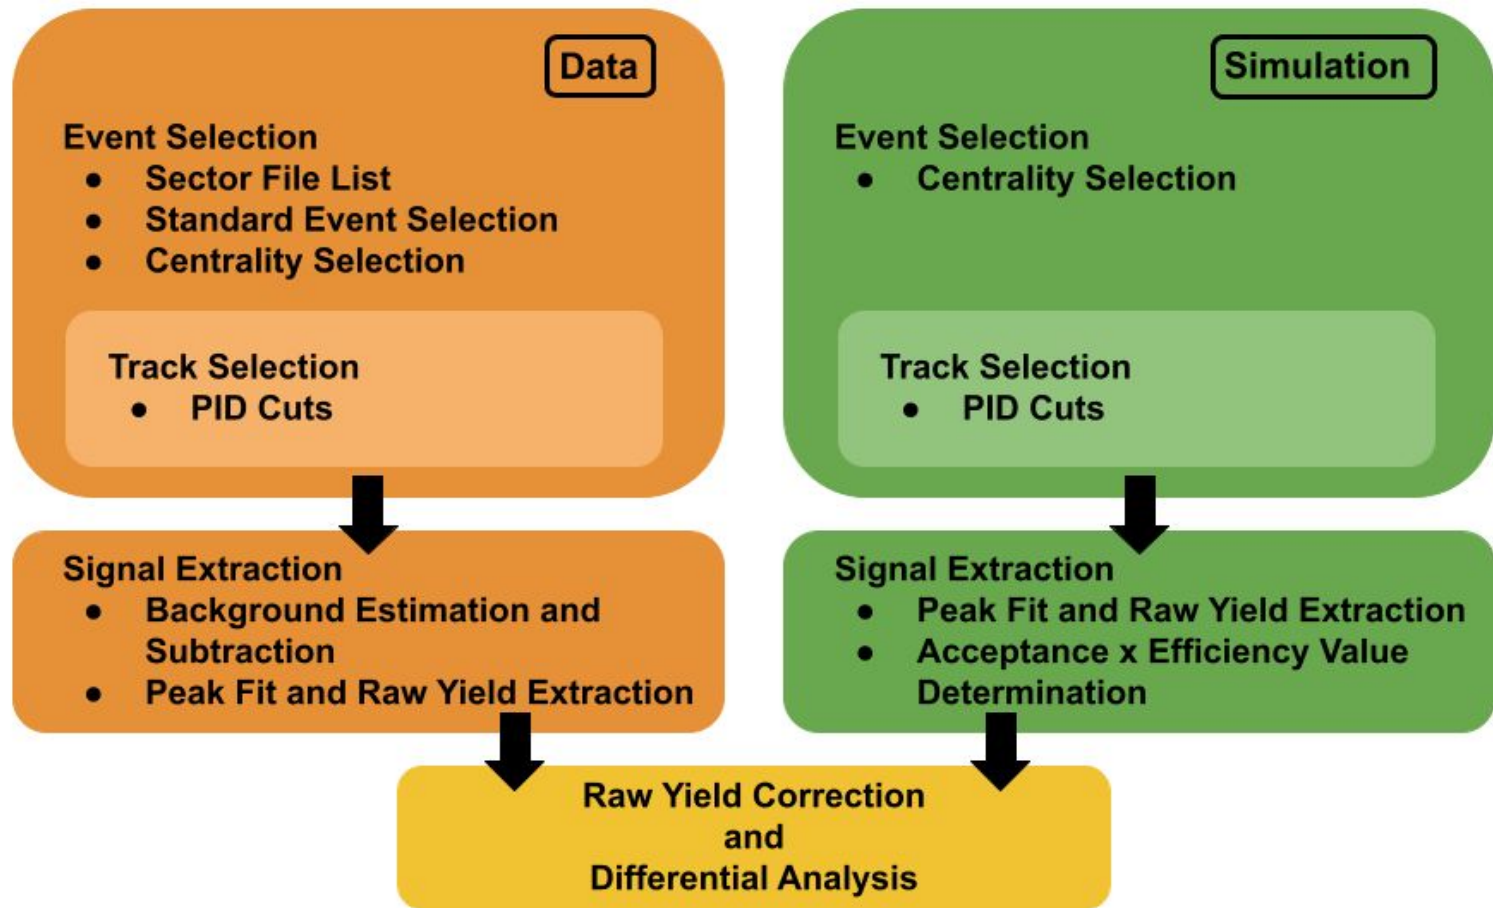 Data
Event Selection
● Sector File List
● Standard Event Selection
● Centrality Selection
Track Selection
● PID Cuts
Signal Extraction
● Background Estimation and
Subtraction
● Peak Fit and Raw Yield Extraction
Simulation
Event Selection
● Centrality Selection
Track Selection
● PID Cuts
Signal Extraction
● Peak Fit and Raw Yield Extraction
● Acceptance x Efficiency Value
Determination
Raw Yield Correction
and
Differential Analysis